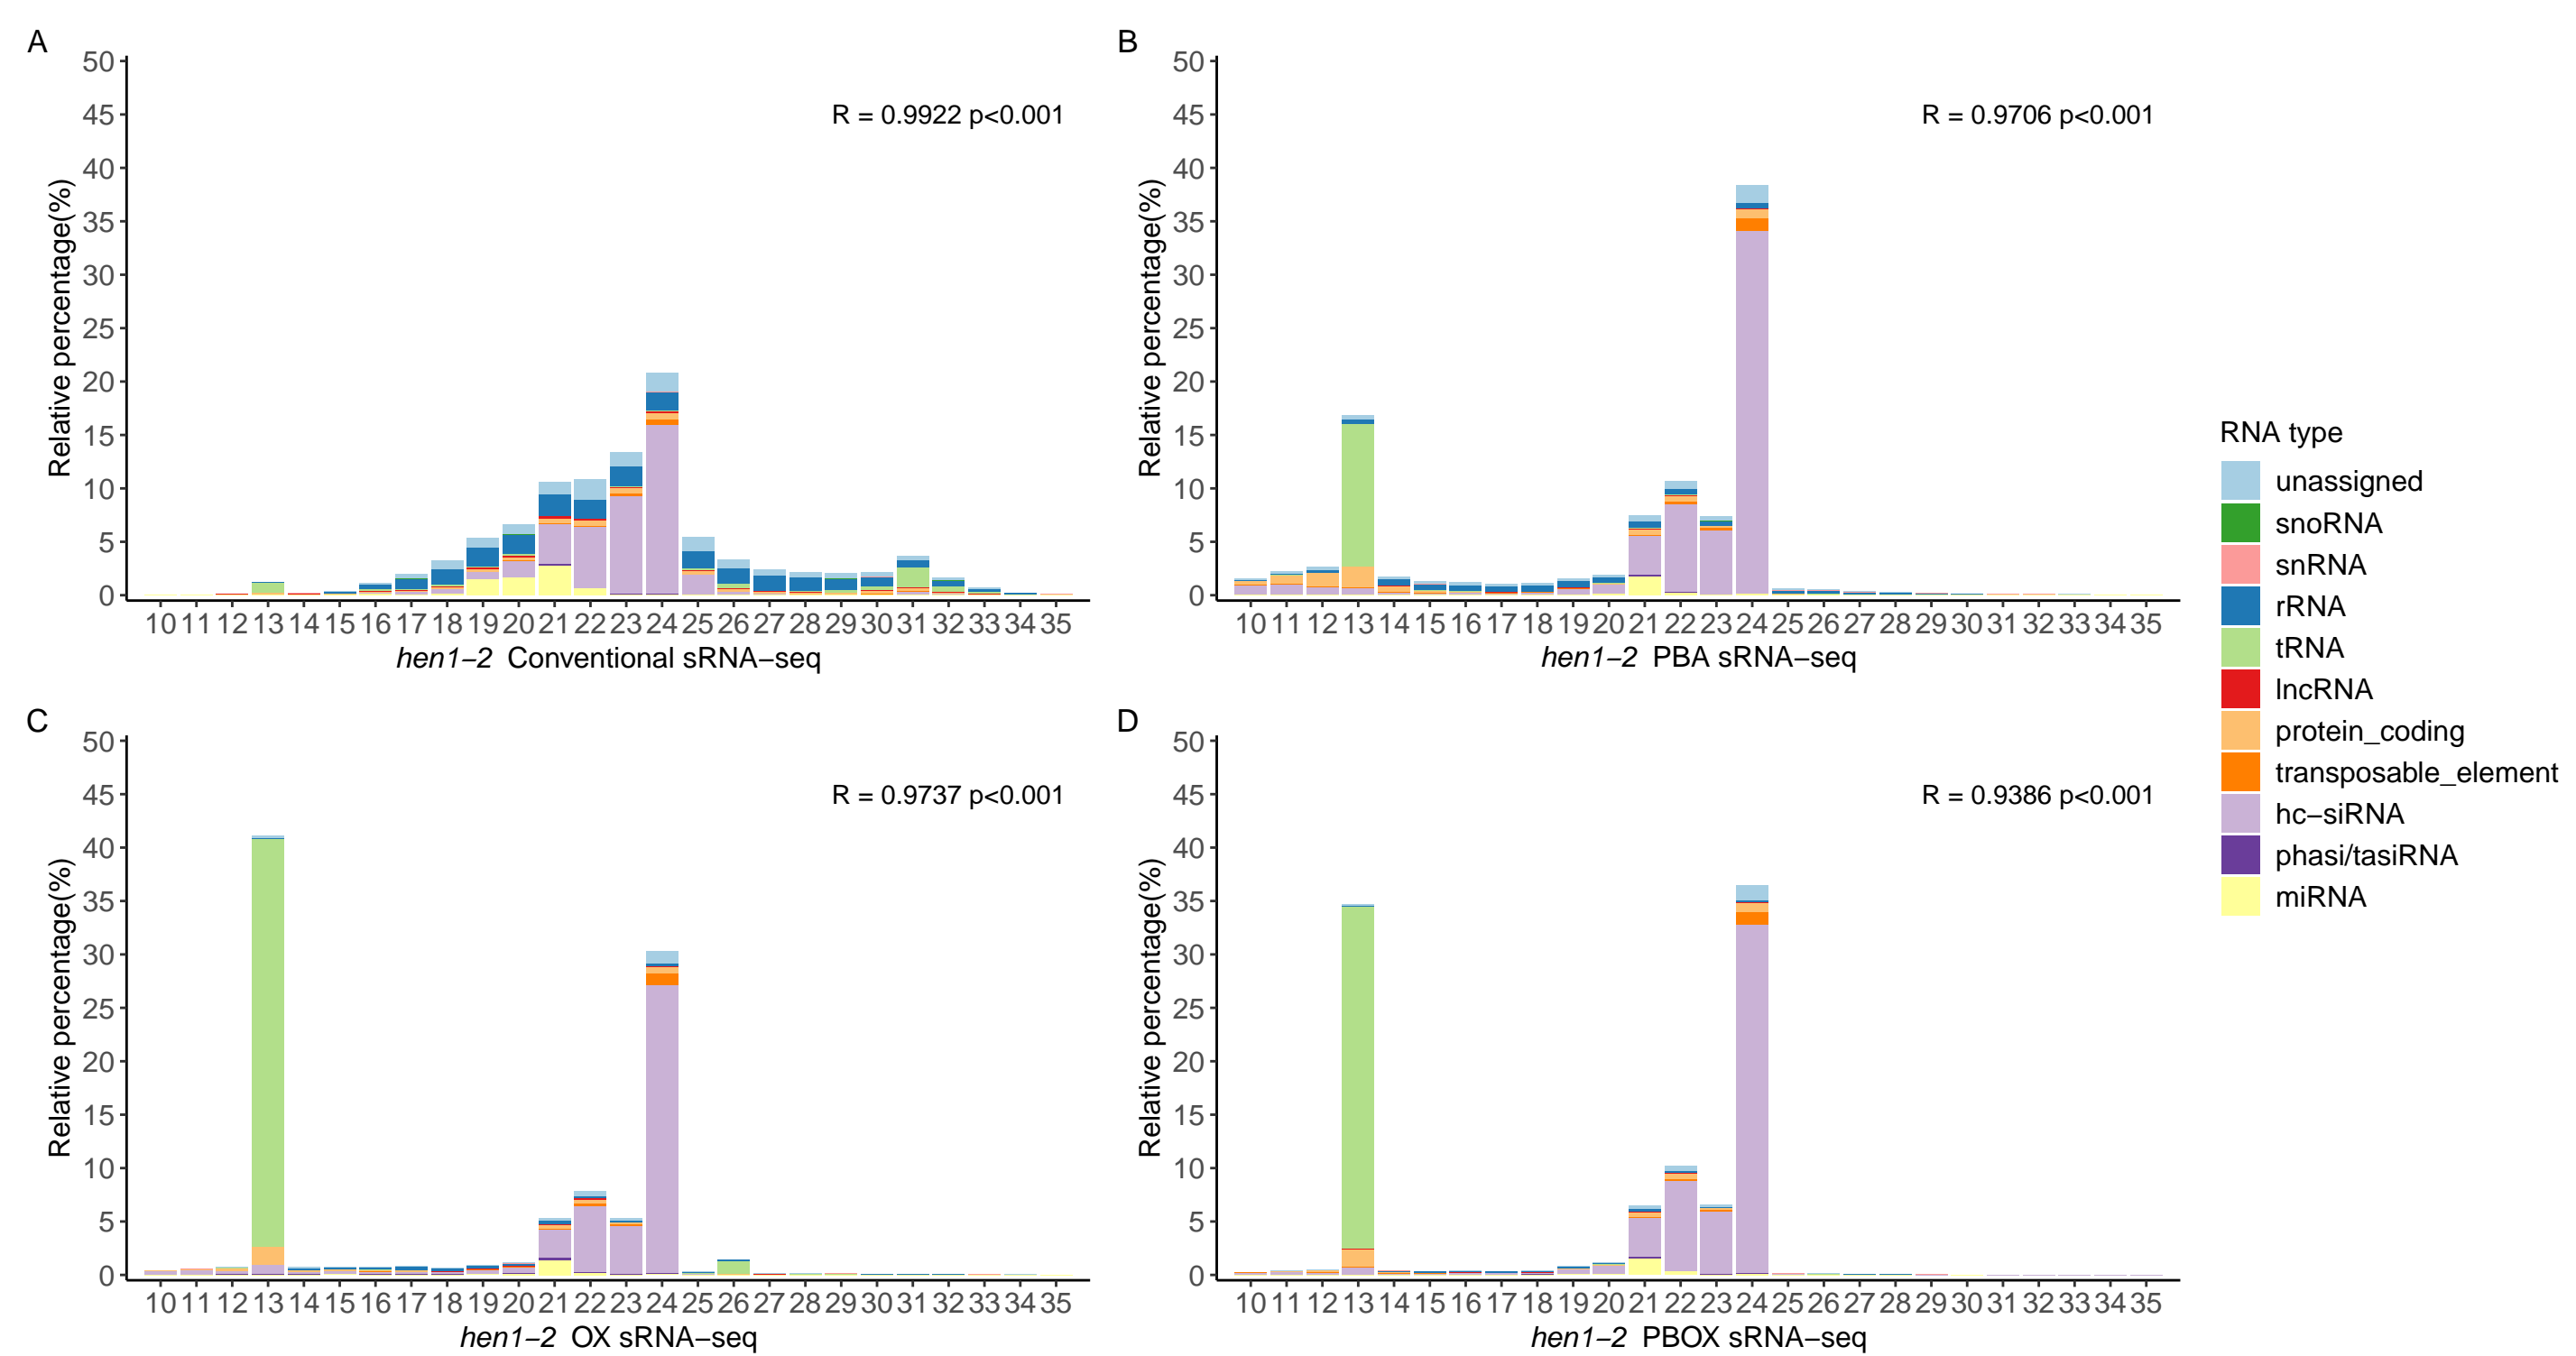 A
50
45
40
35
30
25
20
15
10
5
0
Relative percentage(%)
R = 0.9922 p<0.001
10 11 12 13 14 15 16 17 18 19 20 21 22 23 24 25 26 27 28 29 30 31 32 33 34 35
hen1−2 Conventional sRNA−seq
B
50
45
40
35
30
25
20
15
10
5
0
Relative percentage(%)
R = 0.9706 p<0.001
10 11 12 13 14 15 16 17 18 19 20 21 22 23 24 25 26 27 28 29 30 31 32 33 34 35
hen1−2 PBA sRNA−seq
C
50
45
40
35
30
25
20
15
10
5
0
Relative percentage(%)
R = 0.9737 p<0.001
10 11 12 13 14 15 16 17 18 19 20 21 22 23 24 25 26 27 28 29 30 31 32 33 34 35
hen1−2 OX sRNA−seq
D
50
45
40
35
30
25
20
15
10
5
0
Relative percentage(%)
R = 0.9386 p<0.001
10 11 12 13 14 15 16 17 18 19 20 21 22 23 24 25 26 27 28 29 30 31 32 33 34 35
hen1−2 PBOX sRNA−seq
RNA type
unassigned
snoRNA
snRNA
rRNA
tRNA
lncRNA
protein_coding
transposable_element
hc−siRNA
phasi/tasiRNA
miRNA